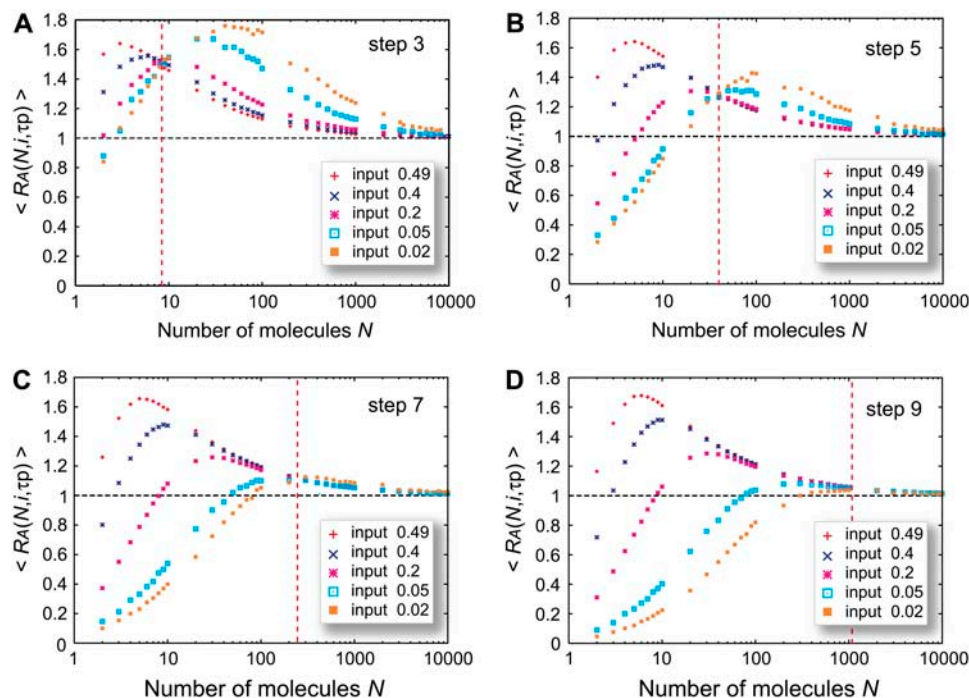 A
step 3
1.8
1.6
1.4
1.2
1
0.8
0.6
0.4
0.2
0
< RA(N,i,τp) >
input 0.49
input 0.4
input 0.2
input 0.05
input 0.02
1 10 100 1000 10000
Number of molecules N
B
step 5
1.8
1.6
1.4
1.2
1
0.8
0.6
0.4
0.2
0
< RA(N,i,τp) >
input 0.49
input 0.4
input 0.2
input 0.05
input 0.02
1 10 100 1000 10000
Number of molecules N
C
step 7
1.8
1.6
1.4
1.2
1
0.8
0.6
0.4
0.2
0
< RA(N,i,τp) >
input 0.49
input 0.4
input 0.2
input 0.05
input 0.02
1 10 100 1000 10000
Number of molecules N
D
step 9
1.8
1.6
1.4
1.2
1
0.8
0.6
0.4
0.2
0
< RA(N,i,τp) >
input 0.49
input 0.4
input 0.2
input 0.05
input 0.02
1 10 100 1000 10000
Number of molecules N